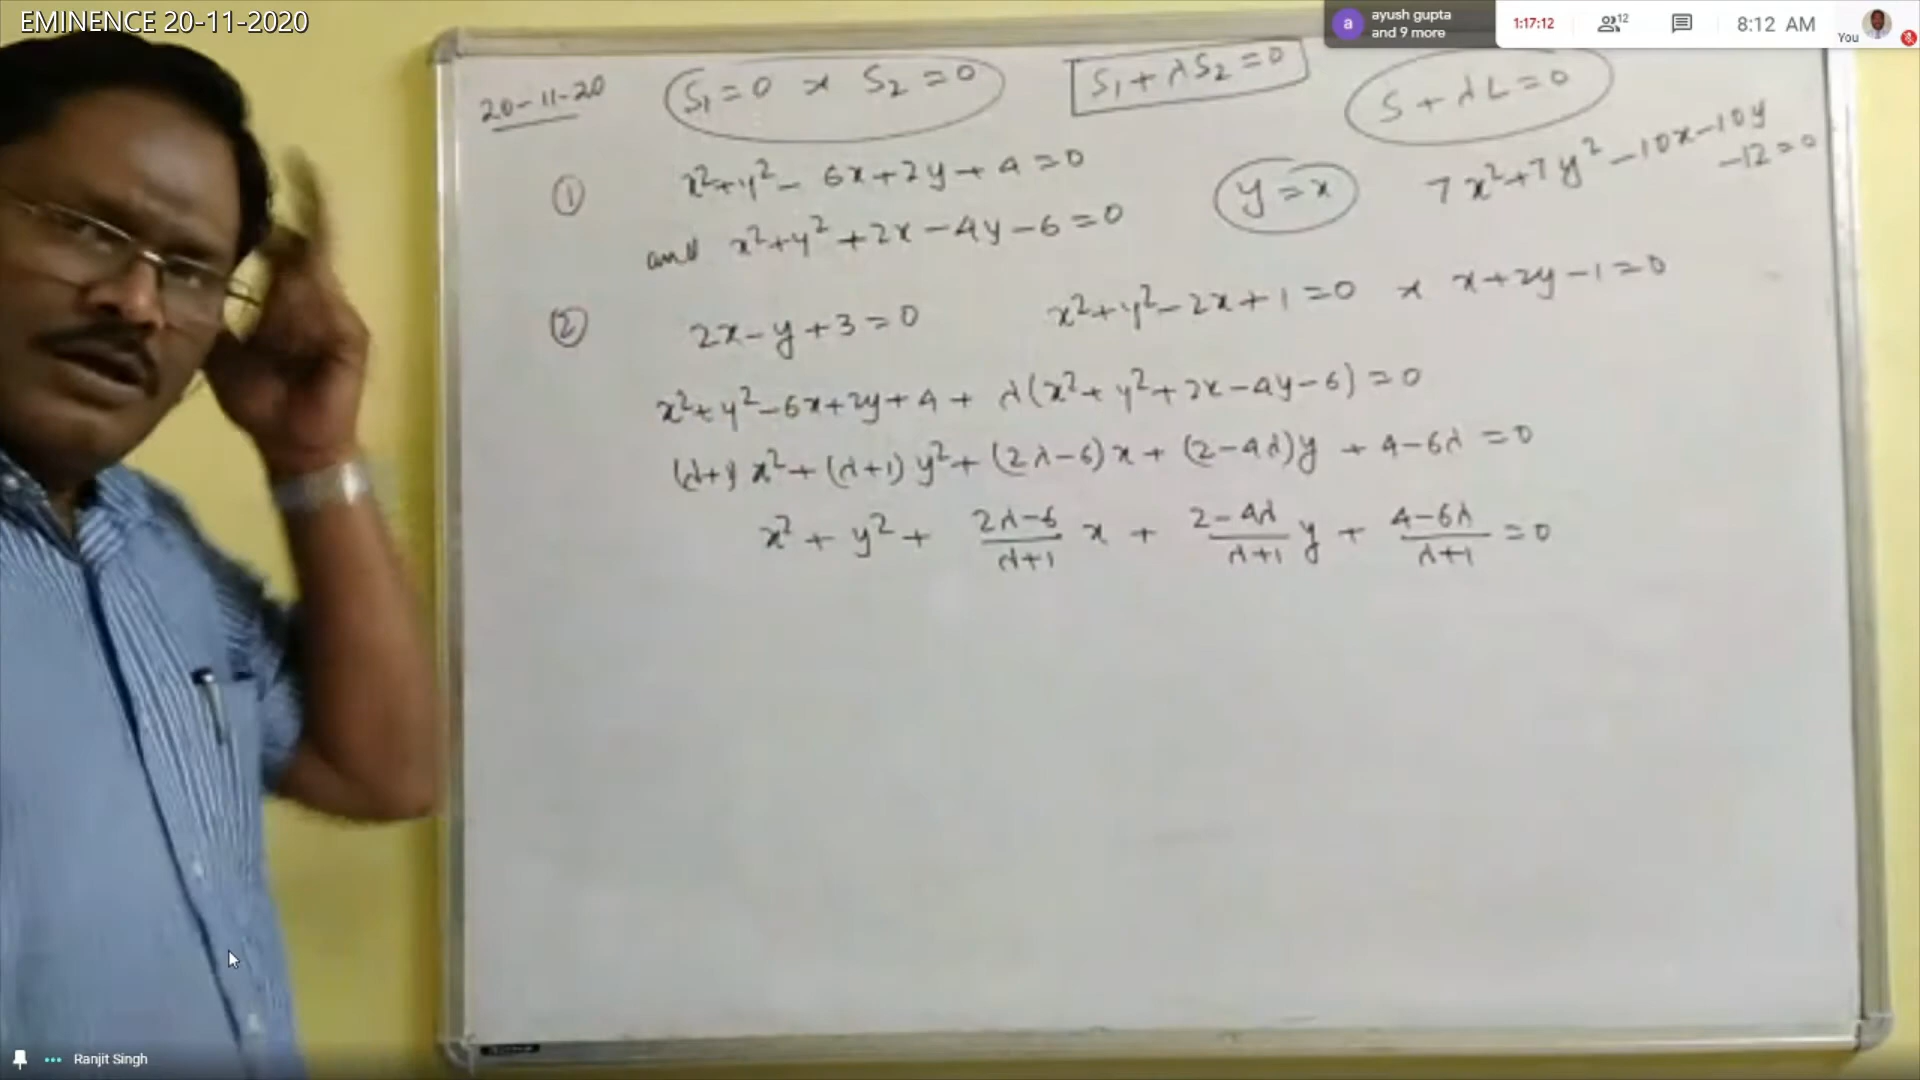 EMINENCE 20-11-2020
ayush gupta
and 9 more
1:17:12
12
8:12 AM
You
20-11-20
S₁=0 & S₂=0
S₁+λS₂=0
S+λL=0
① x²+y²-6x+2y+4=0
y=x
7x²+7y²-10x-10y
-12=0
and x²+y²+2x-4y-6=0
② 2x-y+3=0
x²+y²-2x+1=0 & x+2y-1=0
x²+y²-6x+2y+4+λ(x²+y²+2x-4y-6)=0
(λ+1)x²+(λ+1)y²+(2λ-6)x+(2-4λ)y+4-6λ=0
x²+y²+(2λ-6)/(λ+1) x+(2-4λ)/(λ+1) y+(4-6λ)/(λ+1)=0
Ranjit Singh